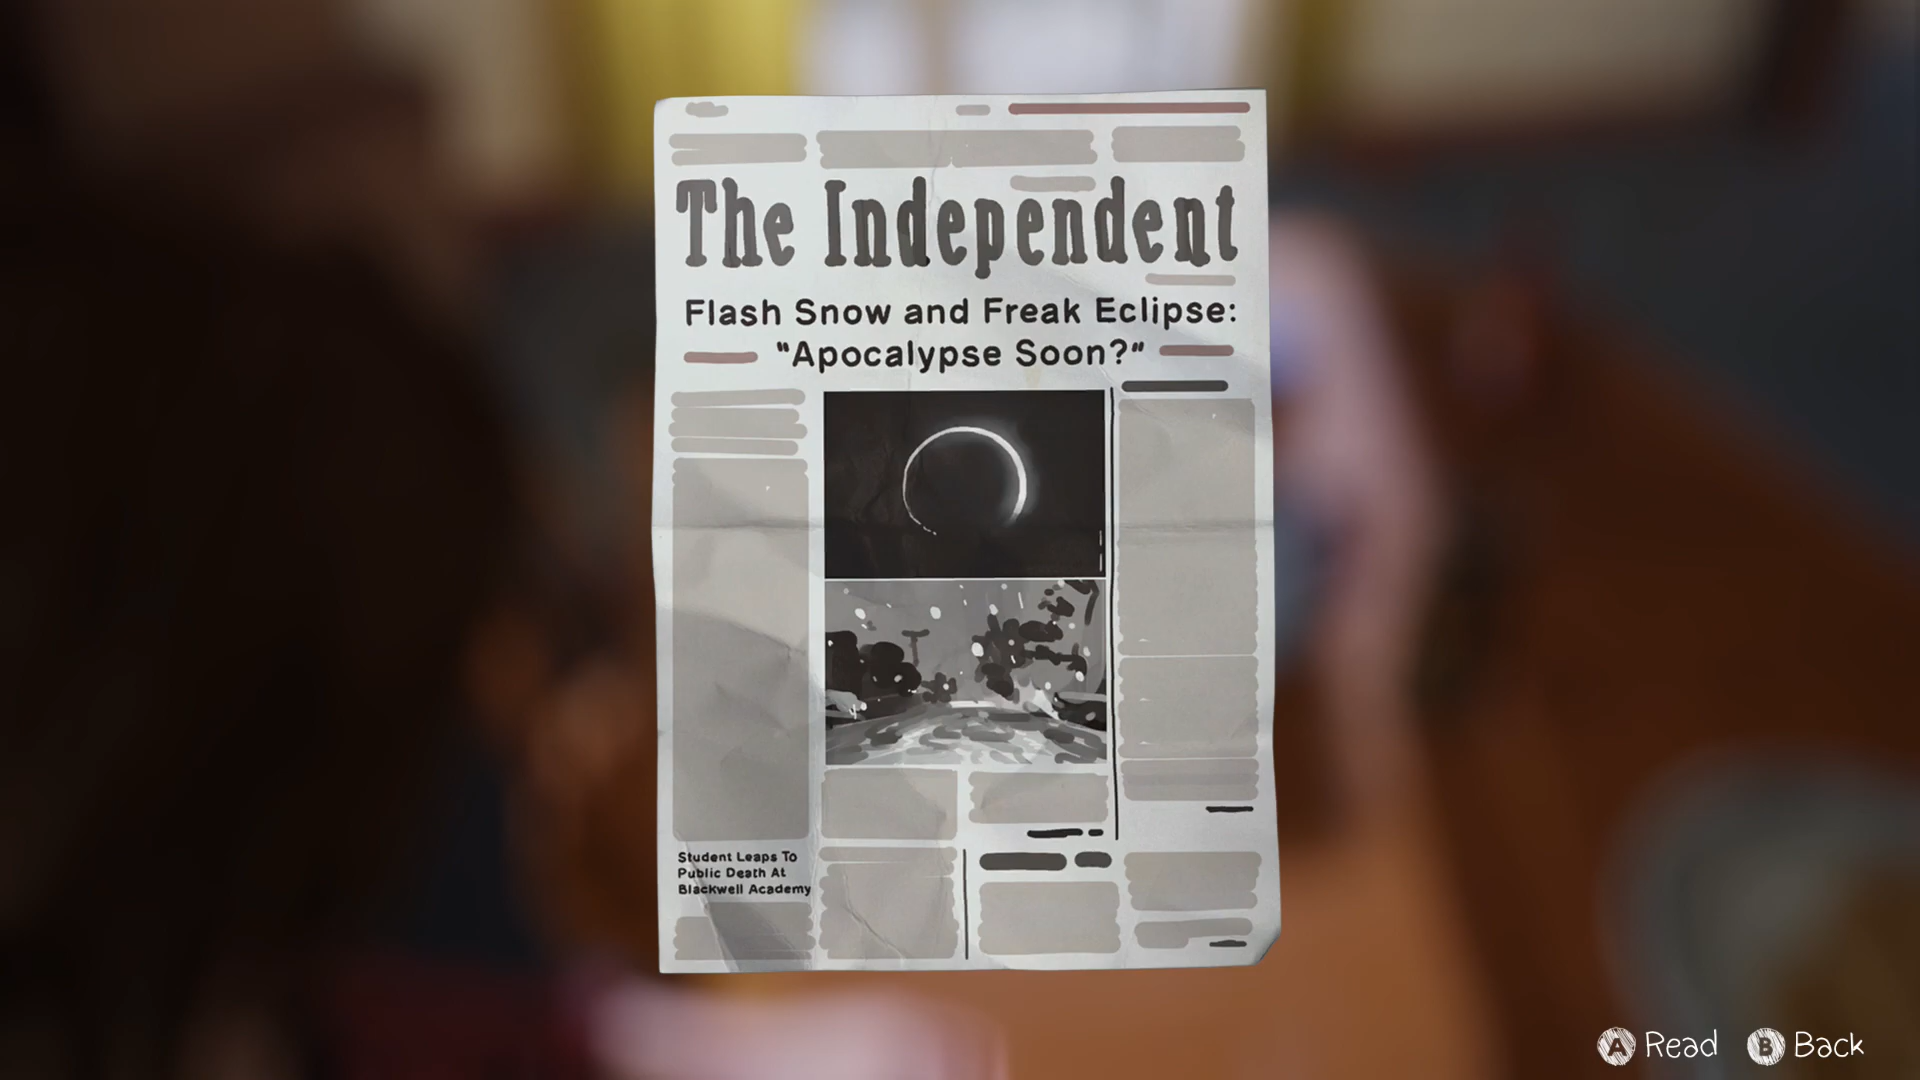 The Independent
Flash Snow and Freak Eclipse:
"Apocalypse Soon?"
Student Leaps To
Public Death At
Blackwell Academy
A Read B Back